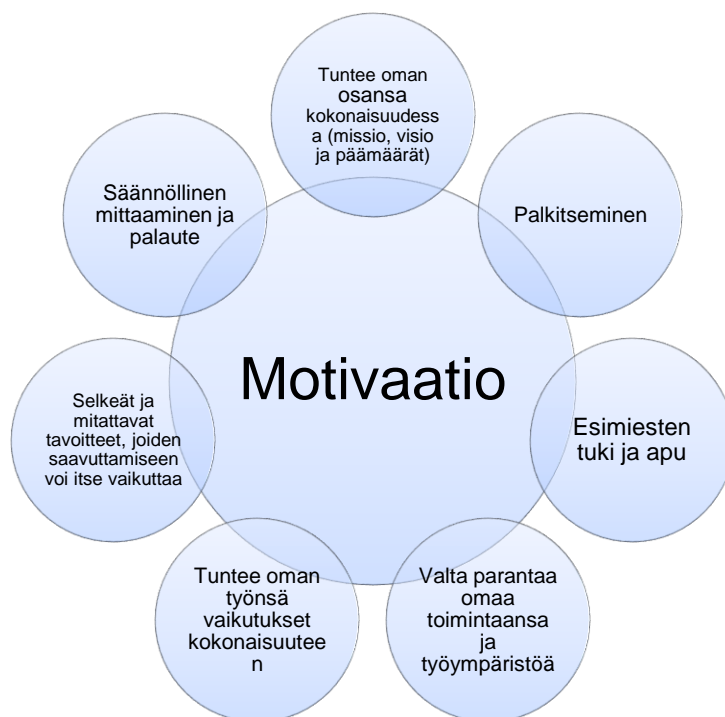 Tuntee oman
osansa
kokonaisuudess
a (missio, visio
ja päämäärät)
Palkitseminen
Esimiesten
tuki ja apu
Valta parantaa
omaa
toimintaansa
ja
työympäristöä
Tuntee oman
työnsä
vaikutukset
kokonaisuutee
n
Selkeät ja
mitattavat
tavoitteet, joiden
saavuttamiseen
voi itse vaikuttaa
Säännöllinen
mittaaminen ja
palaute
Motivaatio